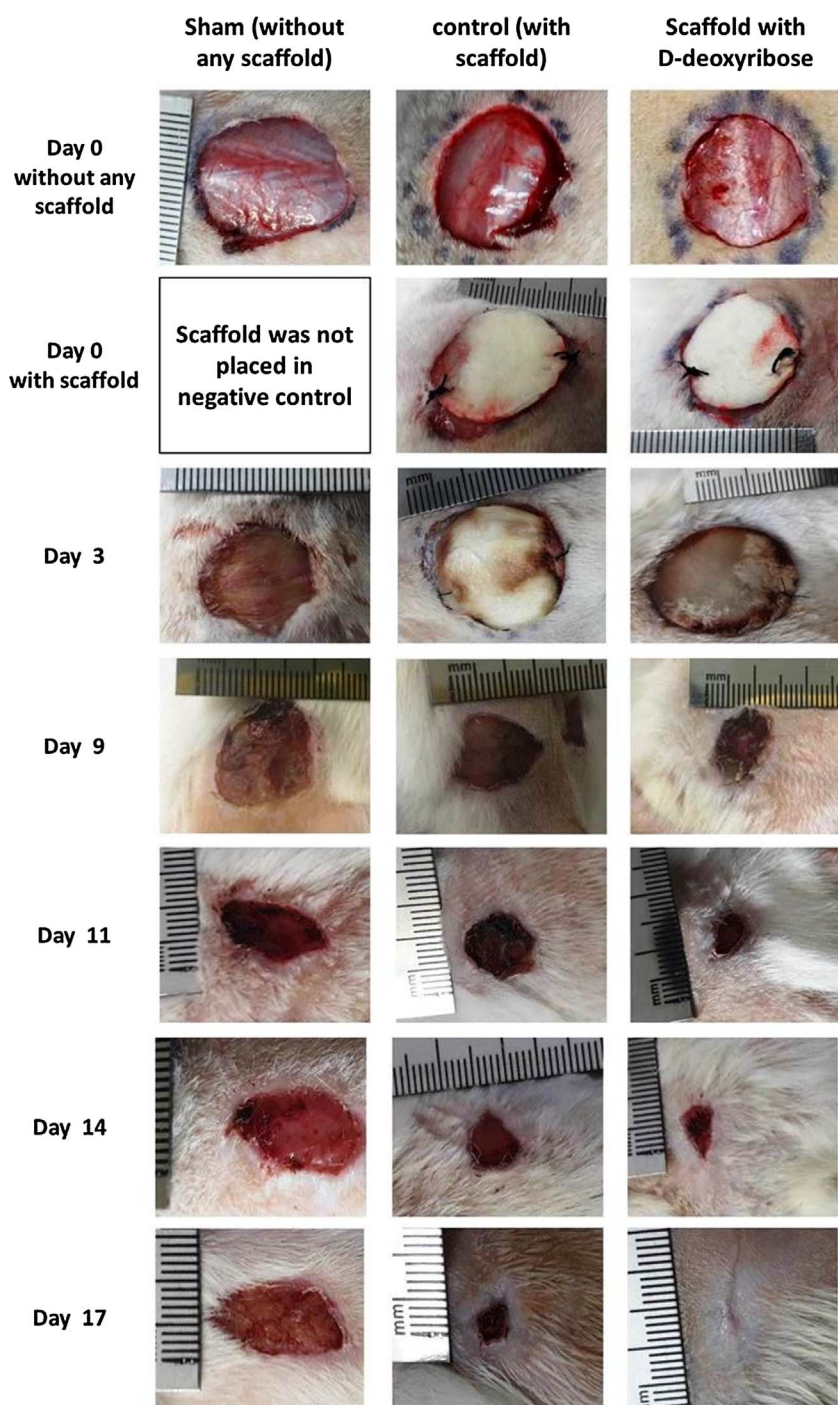 Sham (without
any scaffold)
control (with
scaffold)
Scaffold with
D-deoxyribose
Day 0
without any
scaffold
Day 0
with scaffold
Scaffold was not
placed in
negative control
Day 3
mm
mm
Day 9
mm
mm
mm
Day 11
mm
mm
Day 14
Day 17
mm